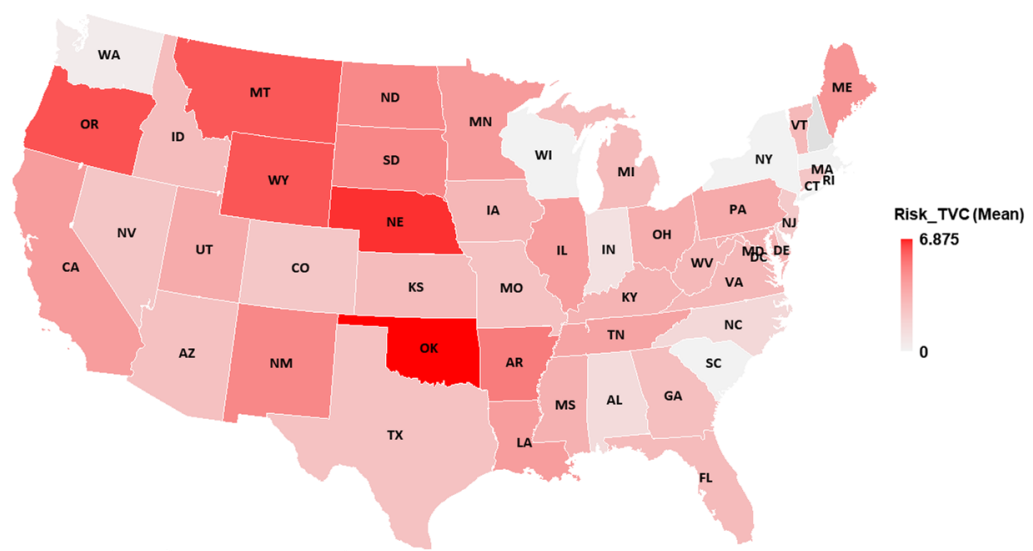 WA
MT
ND
MN
ME
OR
ID
SD
WI
VT
NY
WY
MI
MA
RI
CT
NE
IA
PA
NJ
NV
UT
CO
IL
IN
OH
MD
DE
DC
WV
VA
CA
KS
MO
KY
AZ
NM
OK
AR
TN
NC
SC
MS
AL
GA
TX
LA
FL
Risk_TVC (Mean)
6.875
0